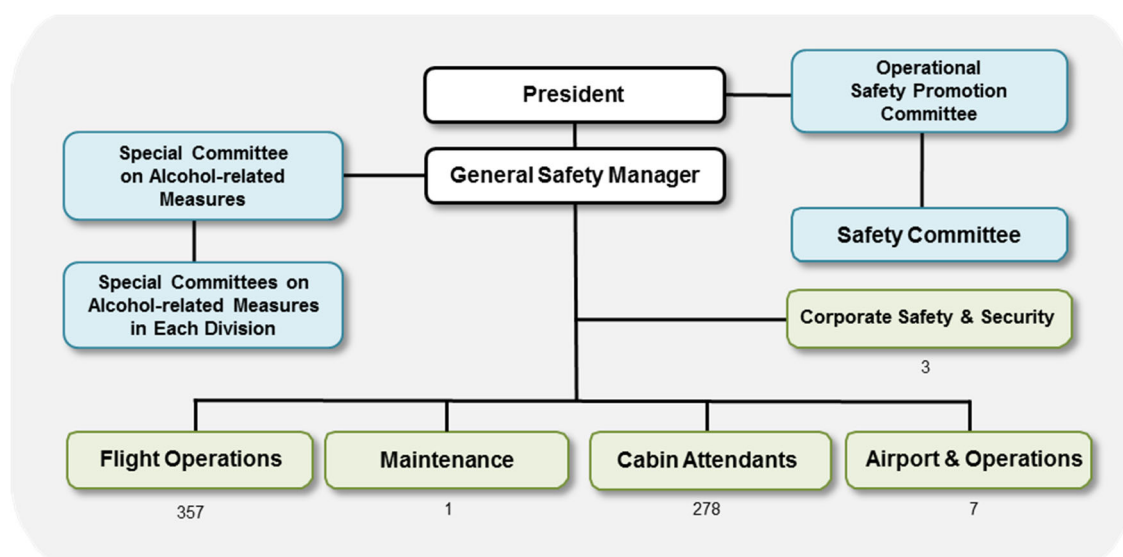 President
Operational
Safety Promotion
Committee
Special Committee
on Alcohol-related
Measures
General Safety Manager
Safety Committee
Special Committees on
Alcohol-related Measures
in Each Division
Corporate Safety & Security
3
Flight Operations
Maintenance
Cabin Attendants
Airport & Operations
357
1
278
7